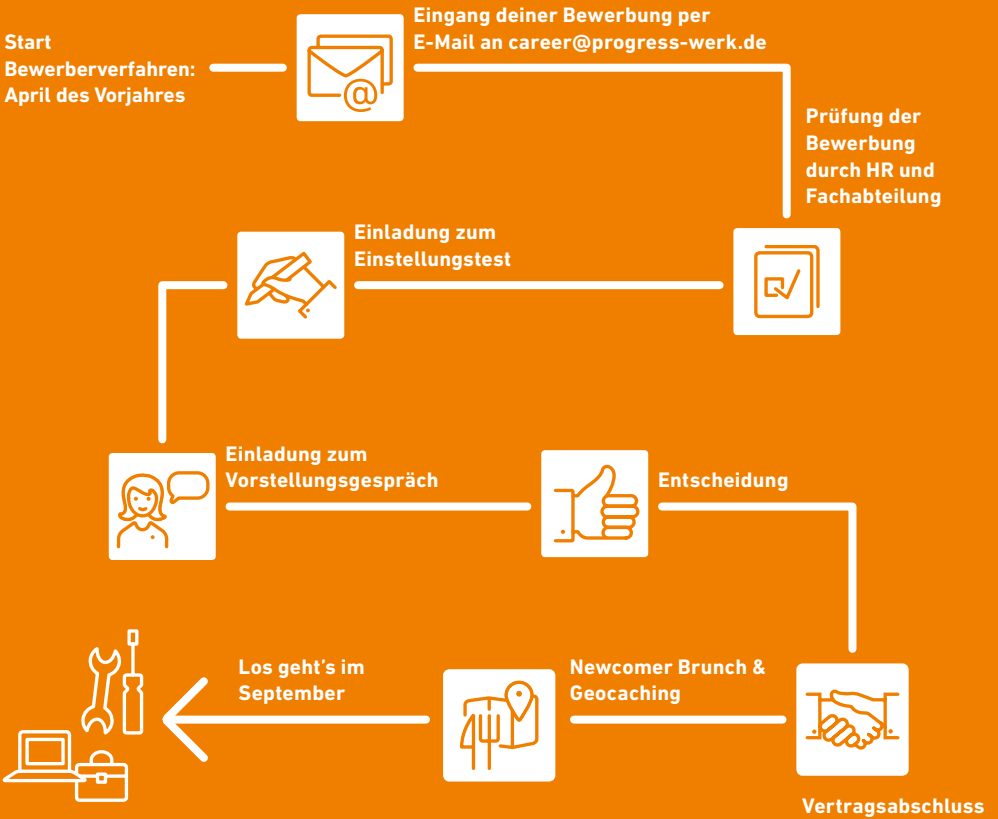 Start
Bewerberverfahren:
April des Vorjahres
Eingang deiner Bewerbung per
E-Mail an career@progress-werk.de
@
Prüfung der
Bewerbung
durch HR und
Fachabteilung
Einladung zum
Einstellungstest
Einladung zum
Vorstellungsgespräch
Entscheidung
Vertragsabschluss
Newcomer Brunch &
Geocaching
Los geht's im
September